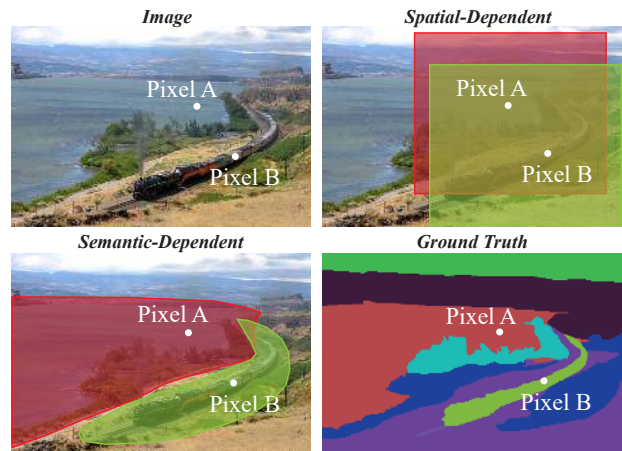 Image
Spatial-Dependent
Pixel A
Pixel A
Pixel B
Pixel B
Semantic-Dependent
Ground Truth
Pixel A
Pixel A
Pixel B
Pixel B